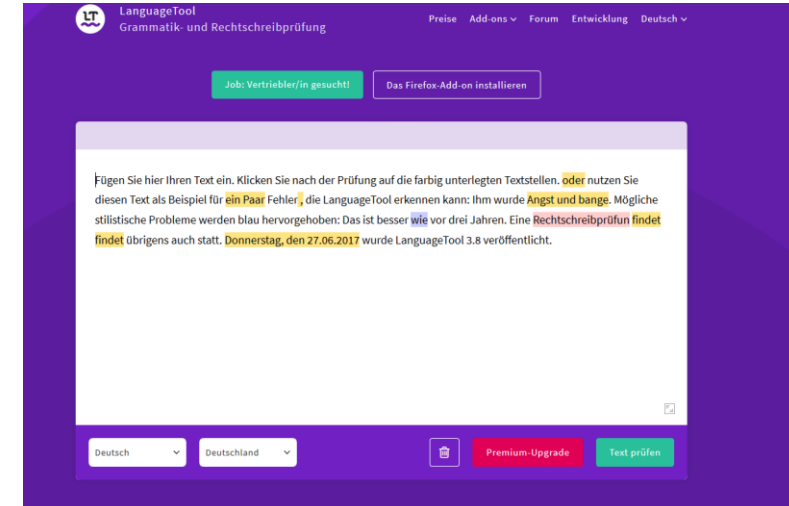 LanguageTool
Grammatik- und Rechtschreibprüfung
Preise Add-ons Forum Entwicklung Deutsch
Job: Vertriebler/in gesucht! Das Firefox-Add-on installieren
Fügen Sie hier Ihren Text ein. Klicken Sie nach der Prüfung auf die farbig unterlegten Textstellen. oder nutzen Sie
diesen Text als Beispiel für ein Paar Fehler , die LanguageTool erkennen kann: Ihm wurde Angst und bange. Mögliche
stilistische Probleme werden blau hervorgehoben: Das ist besser wie vor drei Jahren. Eine Rechtschreibprüfun findet
findet übrigens auch statt. Donnerstag, den 27.06.2017 wurde LanguageTool 3.8 veröffentlicht.
Deutsch Deutschland Premium-Upgrade Text prüfen